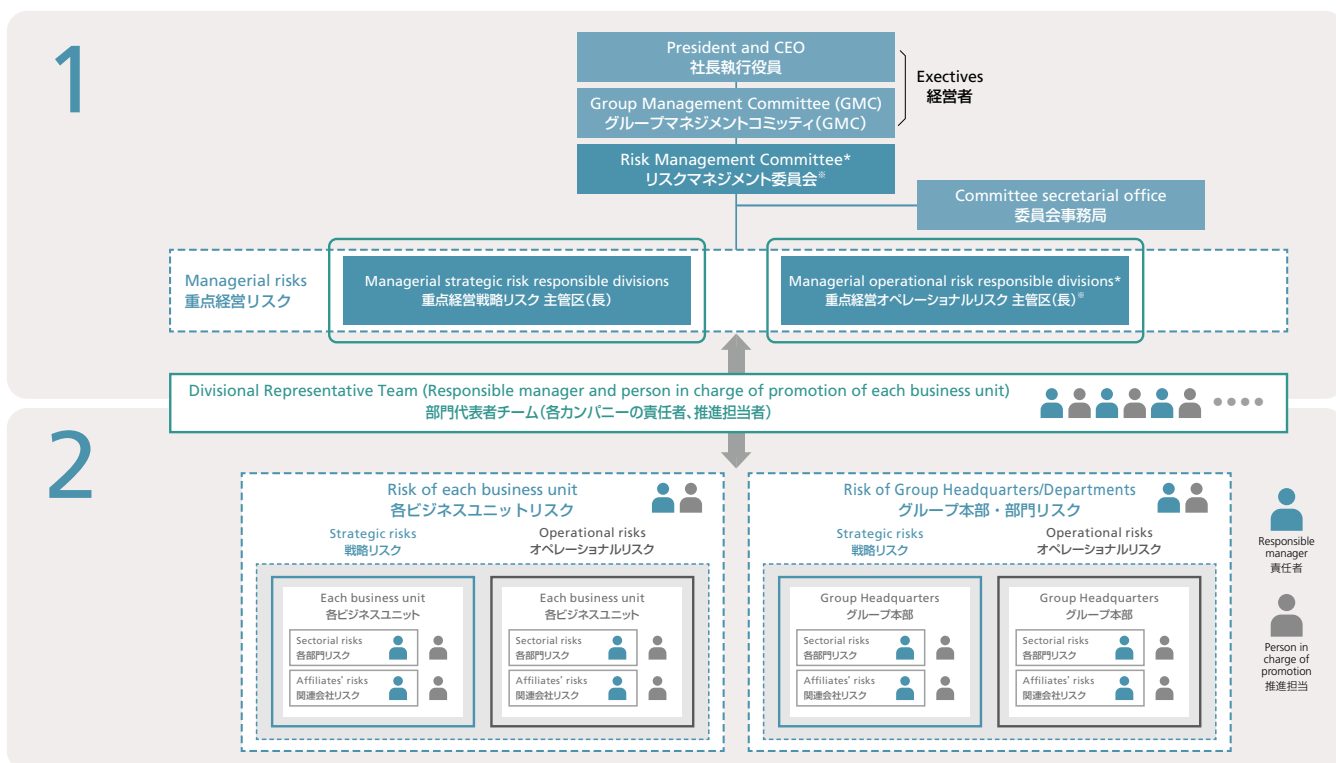 1
President and CEO
社長執行役員
Group Management Committee (GMC)
グループマネジメントコミッティ(GMC)
Exectives
経営者
Risk Management Committee*
リスクマネジメント委員会※
Committee secretarial office
委員会事務局
Managerial risks
重点経営リスク
Managerial strategic risk responsible divisions
重点経営戦略リスク 主管区(長)
Managerial operational risk responsible divisions*
重点経営オペレーショナルリスク 主管区(長)※
Divisional Representative Team (Responsible manager and person in charge of promotion of each business unit)
部門代表者チーム(各カンパニーの責任者、推進担当者)
2
Risk of each business unit
各ビジネスユニットリスク
Strategic risks
戦略リスク
Operational risks
オペレーショナルリスク
Each business unit
各ビジネスユニット
Sectorial risks
各部門リスク
Affiliates' risks
関連会社リスク
Each business unit
各ビジネスユニット
Sectorial risks
各部門リスク
Affiliates' risks
関連会社リスク
Risk of Group Headquarters/Departments
グループ本部・部門リスク
Strategic risks
戦略リスク
Operational risks
オペレーショナルリスク
Group Headquarters
グループ本部
Sectorial risks
各部門リスク
Affiliates' risks
関連会社リスク
Group Headquarters
グループ本部
Sectorial risks
各部門リスク
Affiliates' risks
関連会社リスク
Responsible
manager
責任者
Person in
charge of
promotion
推進担当